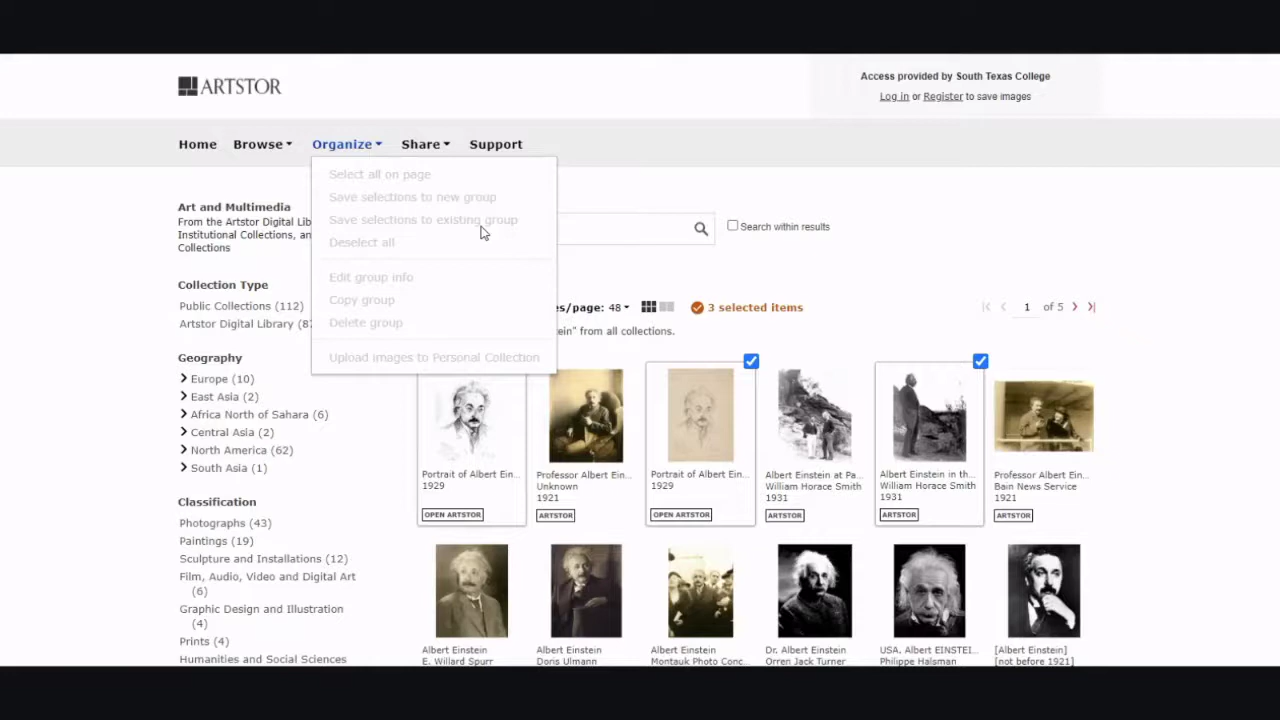 ARTSTOR
Access provided by South Texas College
Log in or Register to save images
Home Browse Organize Share Support
Select all on page
Save selections to new group
Save selections to existing group
Deselect all
Edit group info
Copy group
Delete group
Upload images to Personal Collection
Art and Multimedia
From the Artstor Digital Lib
Institutional Collections, an
Collections
Search within results
Collection Type
Public Collections (112)
Artstor Digital Library (87
es/page: 48
3 selected items
1 of 5
tein" from all collections.
Geography
Europe (10)
East Asia (2)
Africa North of Sahara (6)
Central Asia (2)
North America (62)
South Asia (1)
Classification
Photographs (43)
Paintings (19)
Sculpture and Installations (12)
Film, Audio, Video and Digital Art
(6)
Graphic Design and Illustration
(4)
Prints (4)
Humanities and Social Sciences
Portrait of Albert Ein...
1929
OPEN ARTSTOR
Professor Albert Ein...
Unknown
1921
ARTSTOR
Portrait of Albert Ein...
1929
OPEN ARTSTOR
Albert Einstein at Pa...
William Horace Smith
1931
ARTSTOR
Albert Einstein in th...
William Horace Smith
1931
ARTSTOR
Professor Albert Ein...
Bain News Service
1921
ARTSTOR
Albert Einstein
E. Willard Spurr
Albert Einstein
Doris Ulmann
Albert Einstein
Montauk Photo Conc...
Dr. Albert Einstein
Orren Jack Turner
USA. Albert EINSTEI...
Philippe Halsman
[Albert Einstein]
[not before 1921]